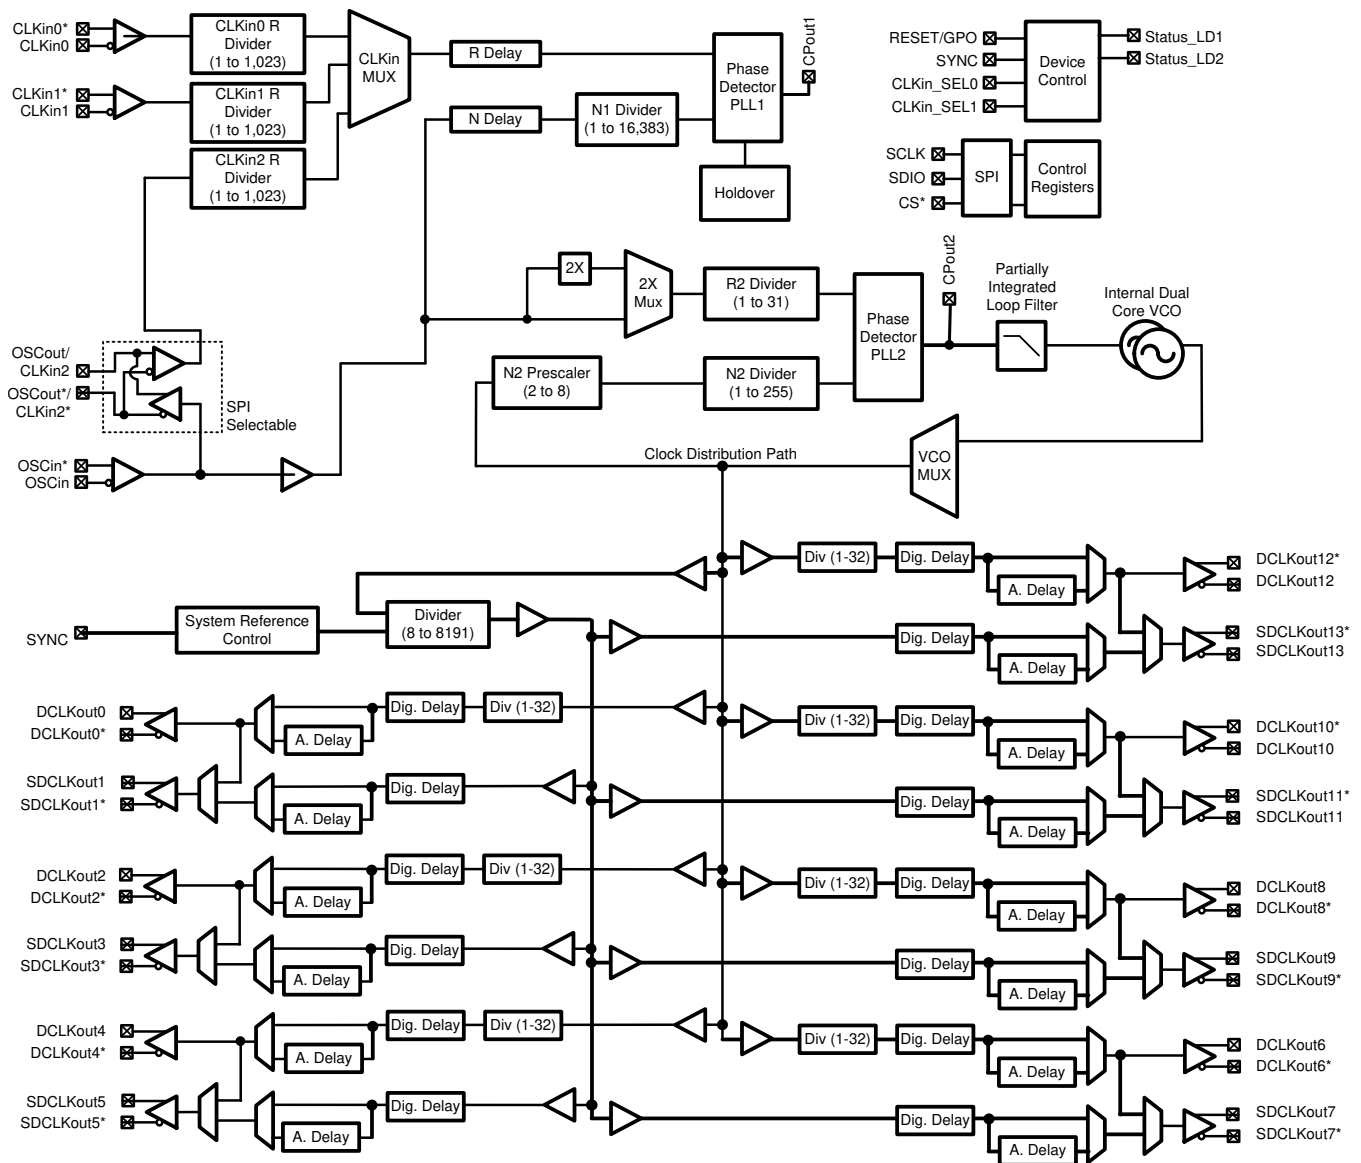 CLKin0*
CLKin0
CLKin0 R
Divider
(1 to 1,023)
CLKin1*
CLKin1
CLKin1 R
Divider
(1 to 1,023)
CLKin2 R
Divider
(1 to 1,023)
CLKin
MUX
R Delay
N Delay
N1 Divider
(1 to 16,383)
Phase
Detector
PLL1
CPout1
Holdover
RESET/GPO
SYNC
CLKin_SEL0
CLKin_SEL1
Device
Control
Status_LD1
Status_LD2
SCLK
SDIO
CS*
SPI
Control
Registers
2X
2X
Mux
R2 Divider
(1 to 31)
N2 Prescaler
(2 to 8)
N2 Divider
(1 to 255)
Phase
Detector
PLL2
CPout2
Partially
Integrated
Loop Filter
Internal Dual
Core VCO
OSCout/
CLKin2
OSCout*/
CLKin2*
SPI
Selectable
OSCin*
OSCin
Clock Distribution Path
VCO
MUX
SYNC
System Reference
Control
Divider
(8 to 8191)
Div (1-32)
Dig. Delay
A. Delay
DCLKout12*
DCLKout12
Dig. Delay
A. Delay
SDCLKout13*
SDCLKout13
DCLKout0
DCLKout0*
A. Delay
Dig. Delay
Div (1-32)
Div (1-32)
Dig. Delay
A. Delay
DCLKout10*
DCLKout10
SDCLKout1
SDCLKout1*
A. Delay
Dig. Delay
Dig. Delay
A. Delay
SDCLKout11*
SDCLKout11
DCLKout2
DCLKout2*
A. Delay
Dig. Delay
Div (1-32)
Div (1-32)
Dig. Delay
A. Delay
DCLKout8
DCLKout8*
SDCLKout3
SDCLKout3*
A. Delay
Dig. Delay
Dig. Delay
A. Delay
SDCLKout9
SDCLKout9*
DCLKout4
DCLKout4*
A. Delay
Dig. Delay
Div (1-32)
Div (1-32)
Dig. Delay
A. Delay
DCLKout6
DCLKout6*
SDCLKout5
SDCLKout5*
A. Delay
Dig. Delay
Dig. Delay
A. Delay
SDCLKout7
SDCLKout7*